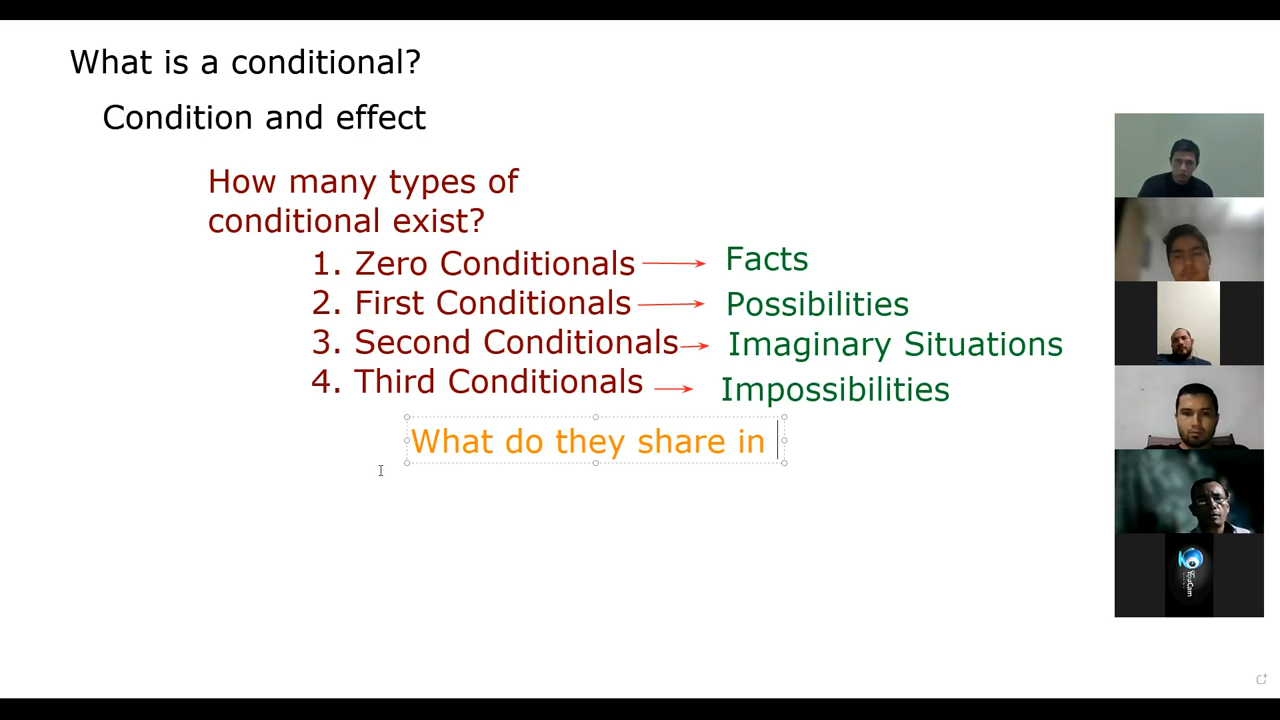 What is a conditional?
Condition and effect
How many types of
conditional exist?
1. Zero Conditionals
Facts
2. First Conditionals
Possibilities
3. Second Conditionals
Imaginary Situations
4. Third Conditionals
Impossibilities
What do they share in